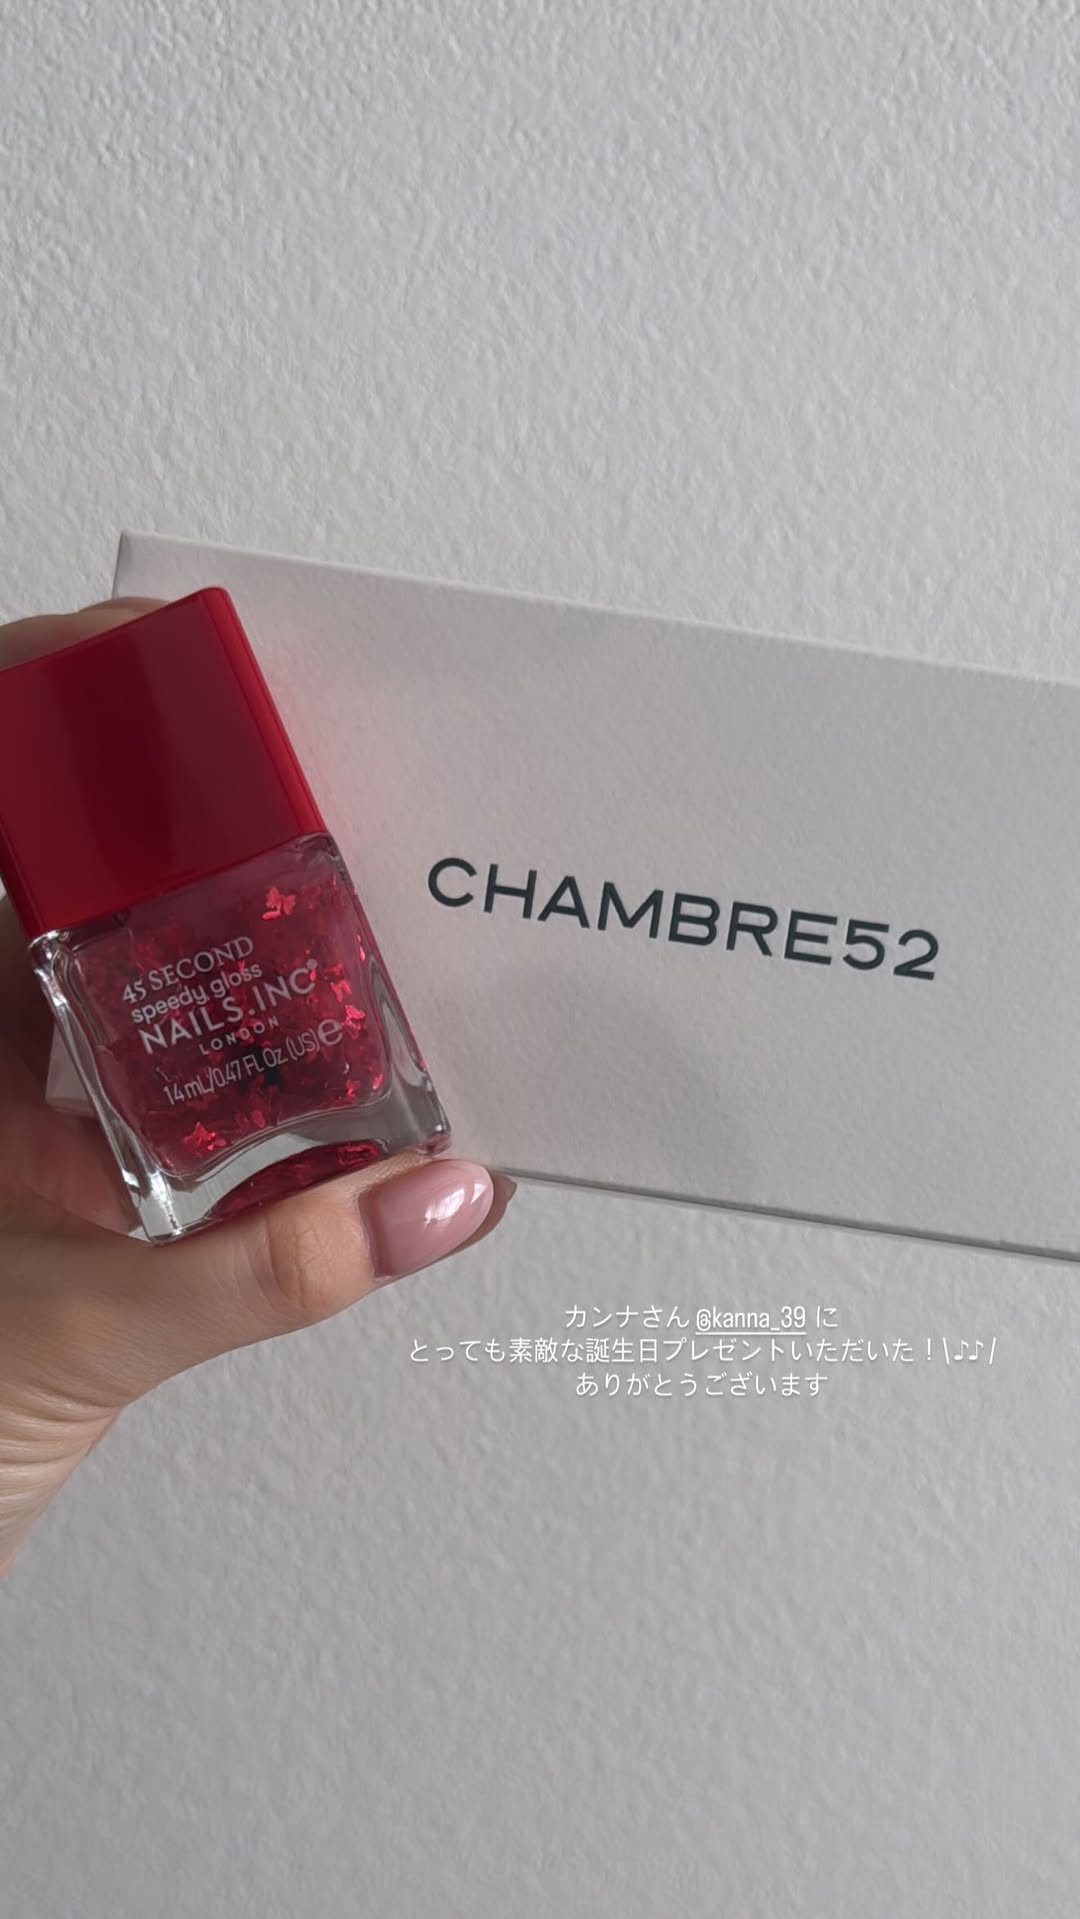 CHAMBRE52
45 SECOND
speedy gloss
NAILS.INC®
LONDON
14mL/0.47 Fl.Oz.(US)e
カンナさん @kanna_39 に
とっても素敵な誕生日プレゼントいただいた！\♪♪/
ありがとうございます